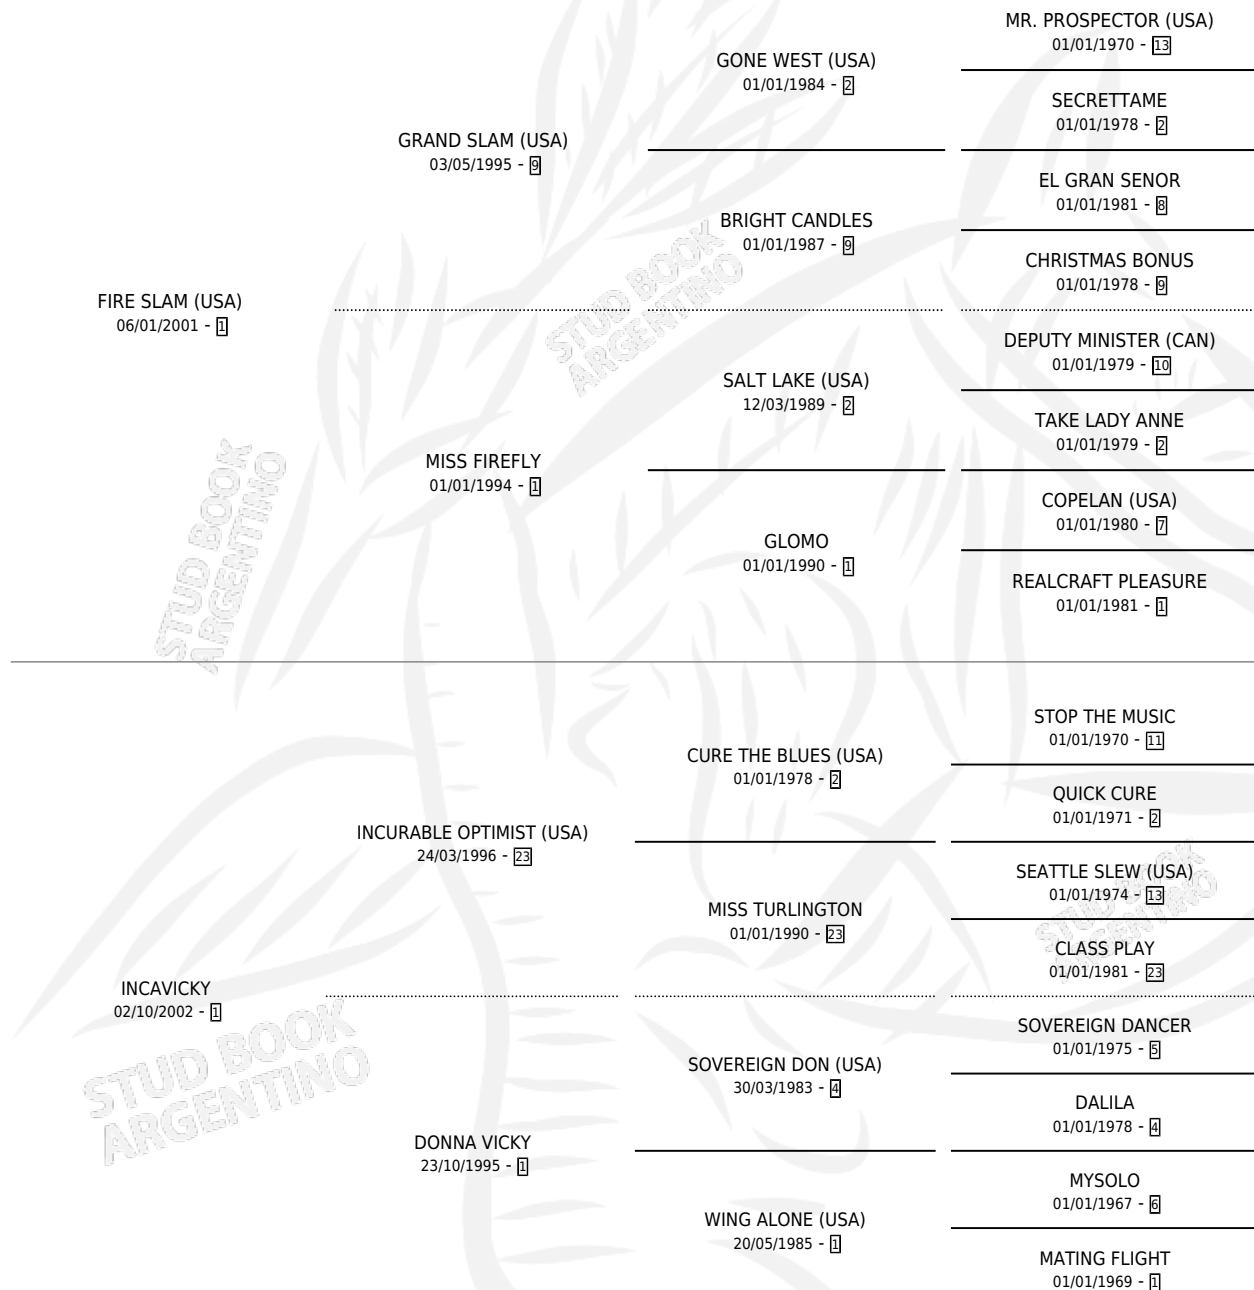 MR. PROSPECTOR (USA)
01/01/1970 - 13
GONE WEST (USA)
01/01/1984 - 2
SECRETTAME
01/01/1978 - 2
GRAND SLAM (USA)
03/05/1995 - 9
EL GRAN SENOR
01/01/1981 - 8
BRIGHT CANDLES
01/01/1987 - 9
CHRISTMAS BONUS
01/01/1978 - 9
FIRE SLAM (USA)
06/01/2001 - 1
STUD BOOK
ARGENTINO
DEPUTY MINISTER (CAN)
01/01/1979 - 10
SALT LAKE (USA)
12/03/1989 - 2
TAKE LADY ANNE
01/01/1979 - 2
MISS FIREFLY
01/01/1994 - 1
COPELAN (USA)
01/01/1980 - 7
GLOMO
01/01/1990 - 1
REALCRAFT PLEASURE
01/01/1981 - 1
STUD BOOK
ARGENTINO
STOP THE MUSIC
01/01/1970 - 11
CURE THE BLUES (USA)
01/01/1978 - 2
QUICK CURE
01/01/1971 - 2
INCURABLE OPTIMIST (USA)
24/03/1996 - 23
SEATTLE SLEW (USA)
01/01/1974 - 13
MISS TURLINGTON
01/01/1990 - 23
CLASS PLAY
01/01/1981 - 23
STUD BOOK
ARGENTINO
INCAVICKY
02/10/2002 - 1
SOVEREIGN DANCER
01/01/1975 - 5
SOVEREIGN DON (USA)
30/03/1983 - 4
DALILA
01/01/1978 - 4
STUD BOOK
ARGENTINO
DONNA VICKY
23/10/1995 - 1
MYSOLO
01/01/1967 - 6
WING ALONE (USA)
20/05/1985 - 1
MATING FLIGHT
01/01/1969 - 1